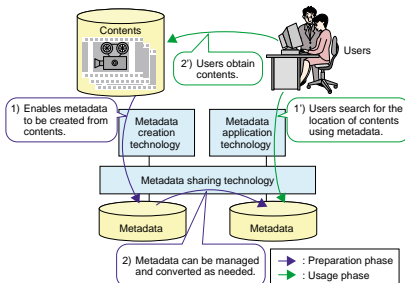 Contents
Users
2') Users obtain
contents.
1) Enables metadata
to be created from
contents.
1') Users search for the
location of contents
using metadata.
Metadata
creation
technology
Metadata
application
technology
Metadata sharing technology
Metadata
Metadata
2) Metadata can be managed
and converted as needed.
: Preparation phase
: Usage phase